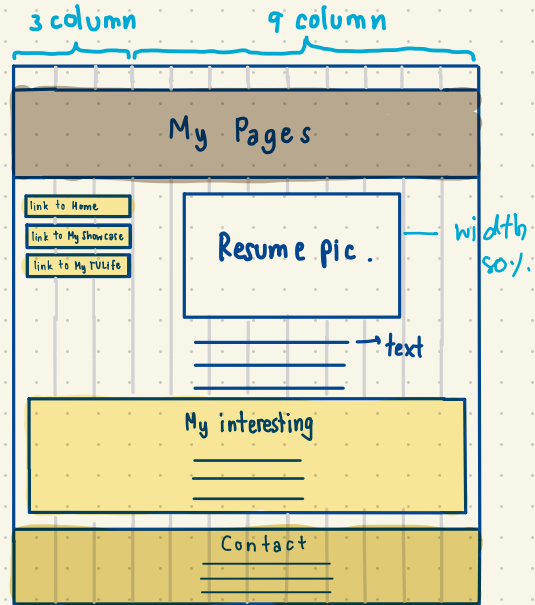 3 column
9 column
My Pages
link to Home
link to My Showcase
link to My TULife
Resume pic.
width
80%.
text
My interesting
Contact